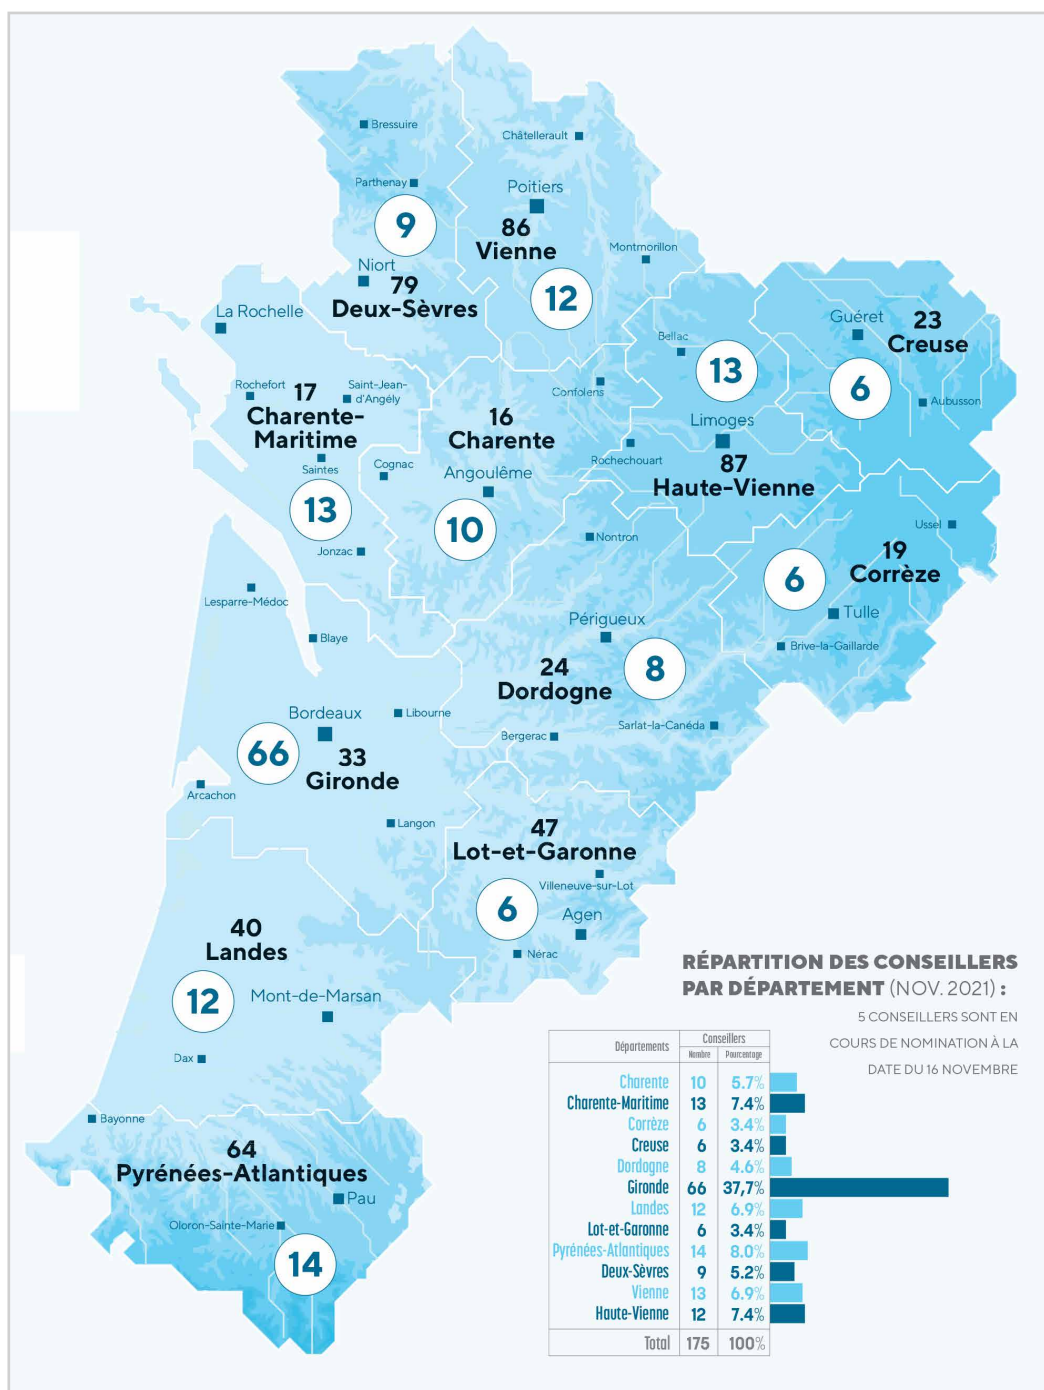 Bressuire
Châtellerault
Parthenay
Poitiers
9
86
Vienne
Montmorillon
Niort
79
Deux-Sèvres
12
La Rochelle
Guéret
23
Creuse
Bellac
13
6
Rochefort
Saint-Jean-
d'Angély
17
Charente-
Maritime
Confolens
Aubusson
16
Charente
Limoges
Saintes
Cognac
Angoulême
Rochechouart
87
Haute-Vienne
13
10
Jonzac
Nontron
Ussel
19
Corrèze
6
Lesparre-Médoc
Périgueux
Tulle
Blaye
Brive-la-Gaillarde
24
Dordogne
8
Bordeaux
Libourne
Bergerac
Sarlat-la-Canéda
66
33
Gironde
Arcachon
Langon
47
Lot-et-Garonne
Villeneuve-sur-Lot
6
Agen
Nérac
40
Landes
12
Mont-de-Marsan
Dax
Bayonne
64
Pyrénées-Atlantiques
Pau
Oloron-Sainte-Marie
14
RÉPARTITION DES CONSEILLERS
PAR DÉPARTEMENT (NOV. 2021) :
5 CONSEILLERS SONT EN
COURS DE NOMINATION À LA
DATE DU 16 NOVEMBRE
Départements Conseillers
Nombre Pourcentage
Charente 10 5.7%
Charente-Maritime 13 7.4%
Corrèze 6 3.4%
Creuse 6 3.4%
Dordogne 8 4.6%
Gironde 66 37,7%
Landes 12 6.9%
Lot-et-Garonne 6 3.4%
Pyrénées-Atlantiques 14 8.0%
Deux-Sèvres 9 5.2%
Vienne 13 6.9%
Haute-Vienne 12 7.4%
Total 175 100%